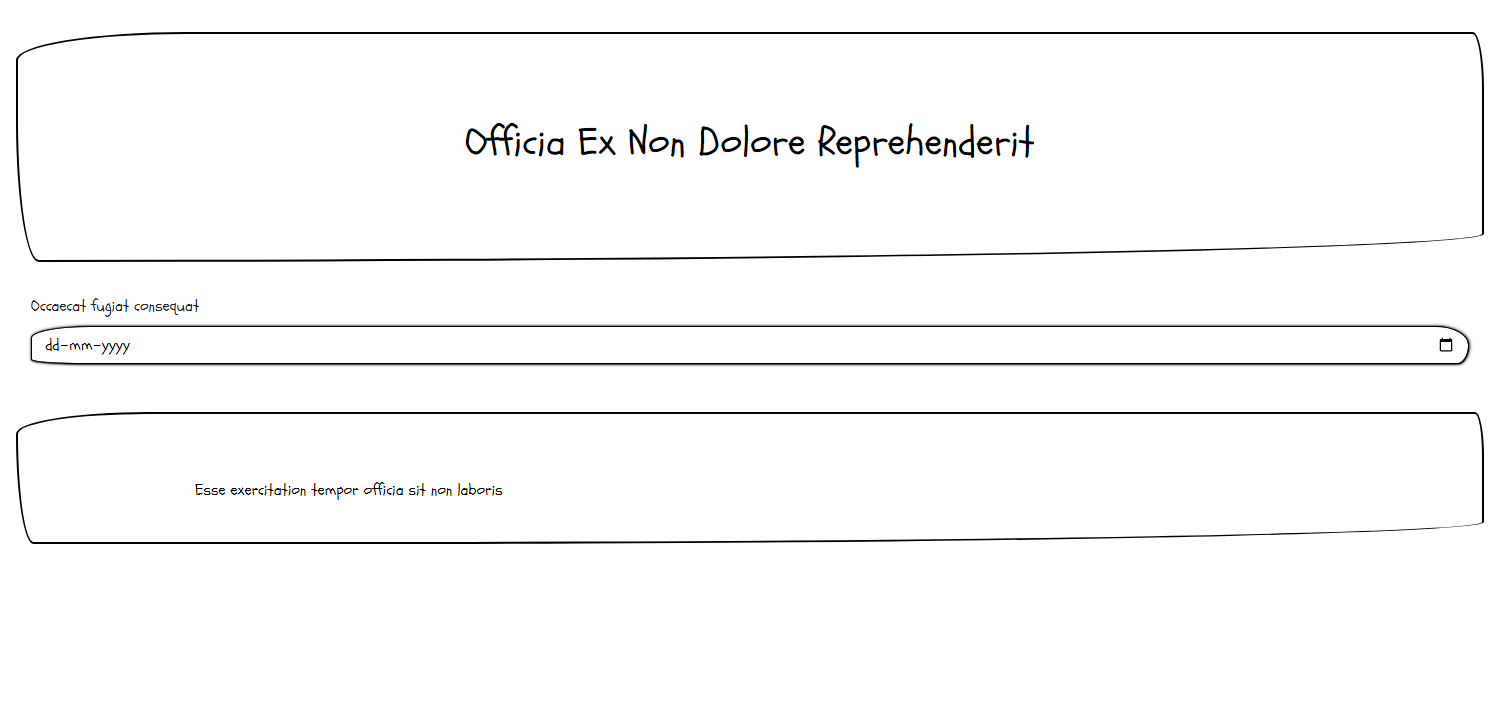 Officia Ex Non Dolore Reprehenderit
Occaecat fugiat consequat
dd-mm-yyyy
Esse exercitation tempor officia sit non laboris